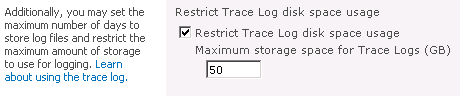 Additionally, you may set the
maximum number of days to
store log files and restrict the
maximum amount of storage
to use for logging. Learn
about using the trace log.
Restrict Trace Log disk space usage
Restrict Trace Log disk space usage
Maximum storage space for Trace Logs (GB)
50